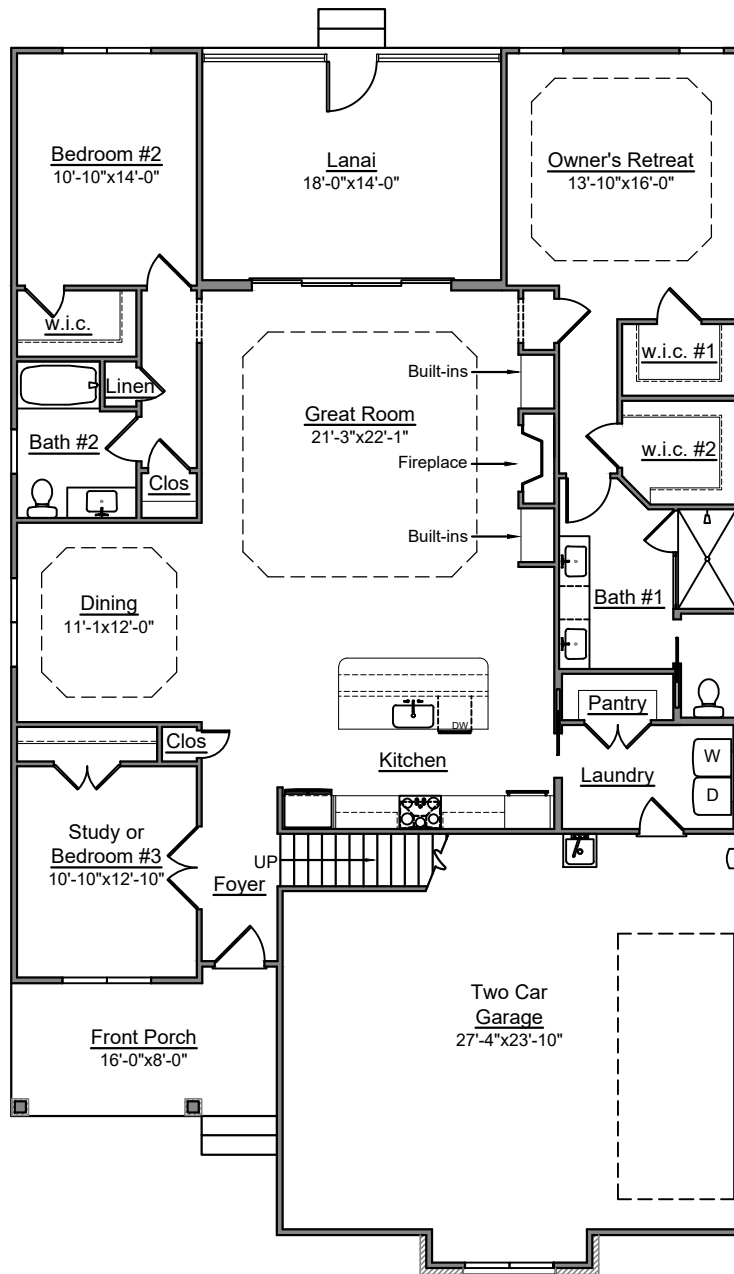 Bedroom #2
10'-10"x14'-0"
Lanai
18'-0"x14'-0"
Owner's Retreat
13'-10"x16'-0"
w.i.c.
w.i.c. #1
Linen
Built-ins
Great Room
21'-3"x22'-1"
Bath #2
w.i.c. #2
Fireplace
Clos
Built-ins
Dining
11'-1x12'-0"
Bath #1
Pantry
DW
Clos
Kitchen
Laundry
W
D
Study or
Bedroom #3
10'-10"x12'-10"
UP
Foyer
Two Car
Garage
27'-4"x23'-10"
Front Porch
16'-0"x8'-0"